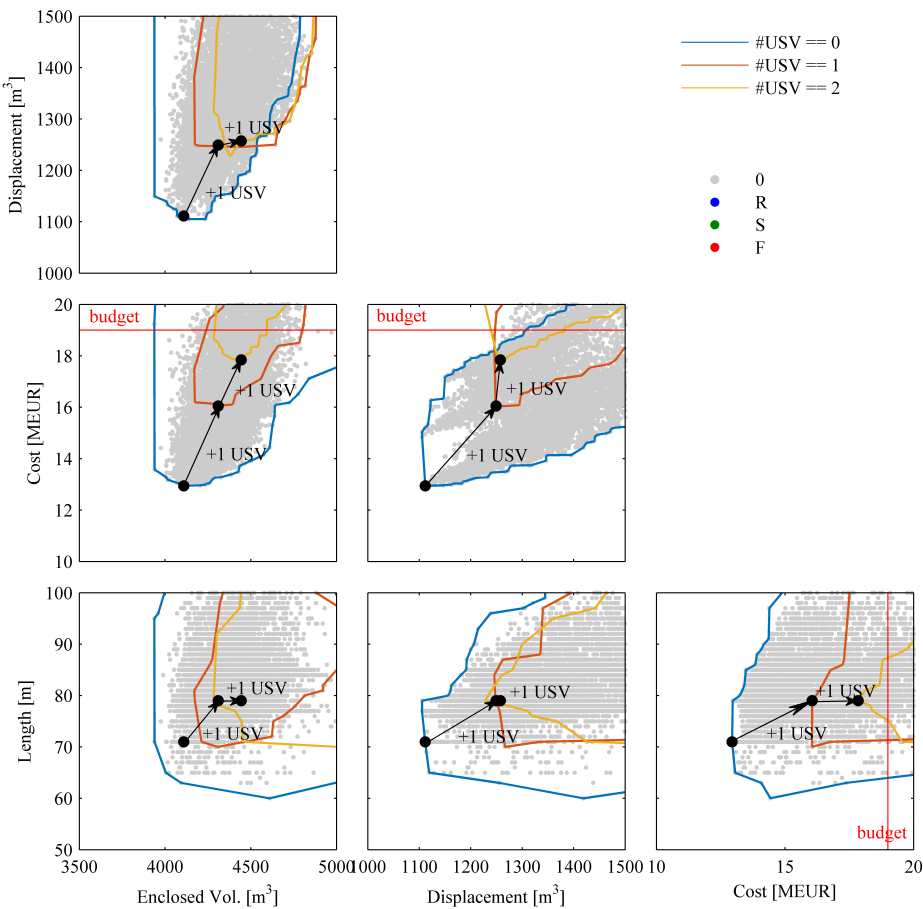 1500
1400
1300
1200
1100
1000
Displacement [m³]
+1 USV
+1 USV
#USV == 0
#USV == 1
#USV == 2
0
R
S
F
20
18
16
14
12
10
Cost [MEUR]
budget
+1 USV
+1 USV
budget
+1 USV
+1 USV
100
90
80
70
60
50
Length [m]
+1 USV
+1 USV
3500 4000 4500 5000
Enclosed Vol. [m³]
+1 USV
+1 USV
1000 1100 1200 1300 1400 1500
Displacement [m³]
+1 USV
+1 USV
budget
10 15 20
Cost [MEUR]